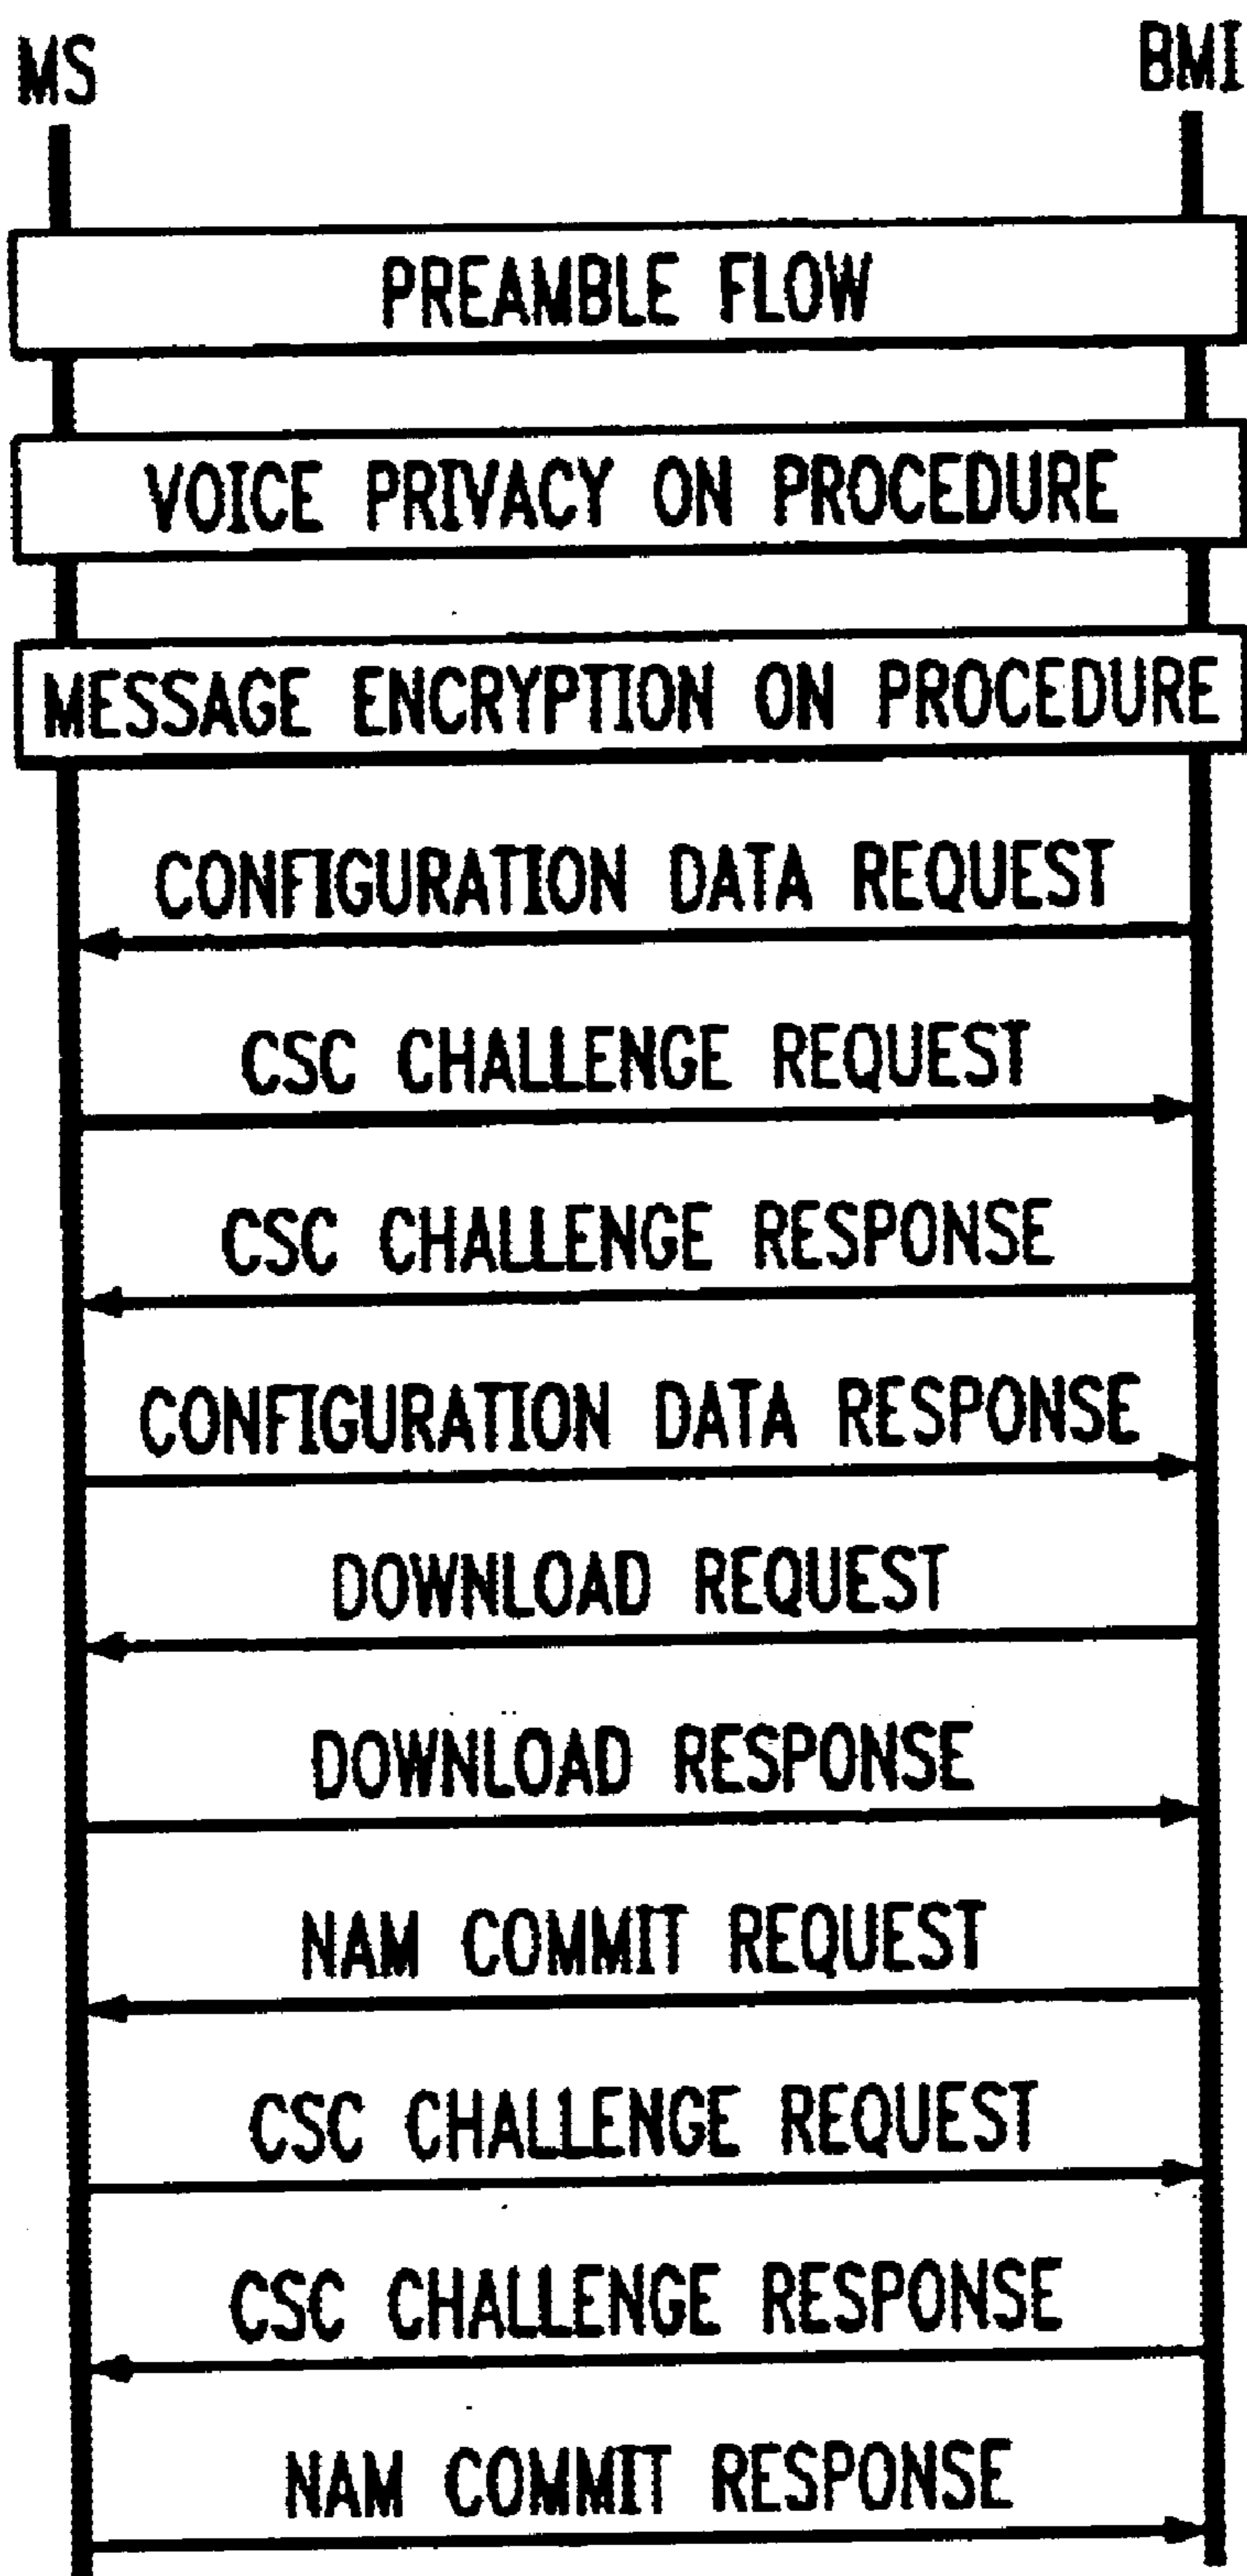 MS BMI
PREAMBLE FLOW
VOICE PRIVACY ON PROCEDURE
MESSAGE ENCRYPTION ON PROCEDURE
CONFIGURATION DATA REQUEST
CSC CHALLENGE REQUEST
CSC CHALLENGE RESPONSE
CONFIGURATION DATA RESPONSE
DOWNLOAD REQUEST
DOWNLOAD RESPONSE
NAM COMMIT REQUEST
CSC CHALLENGE REQUEST
CSC CHALLENGE RESPONSE
NAM COMMIT RESPONSE